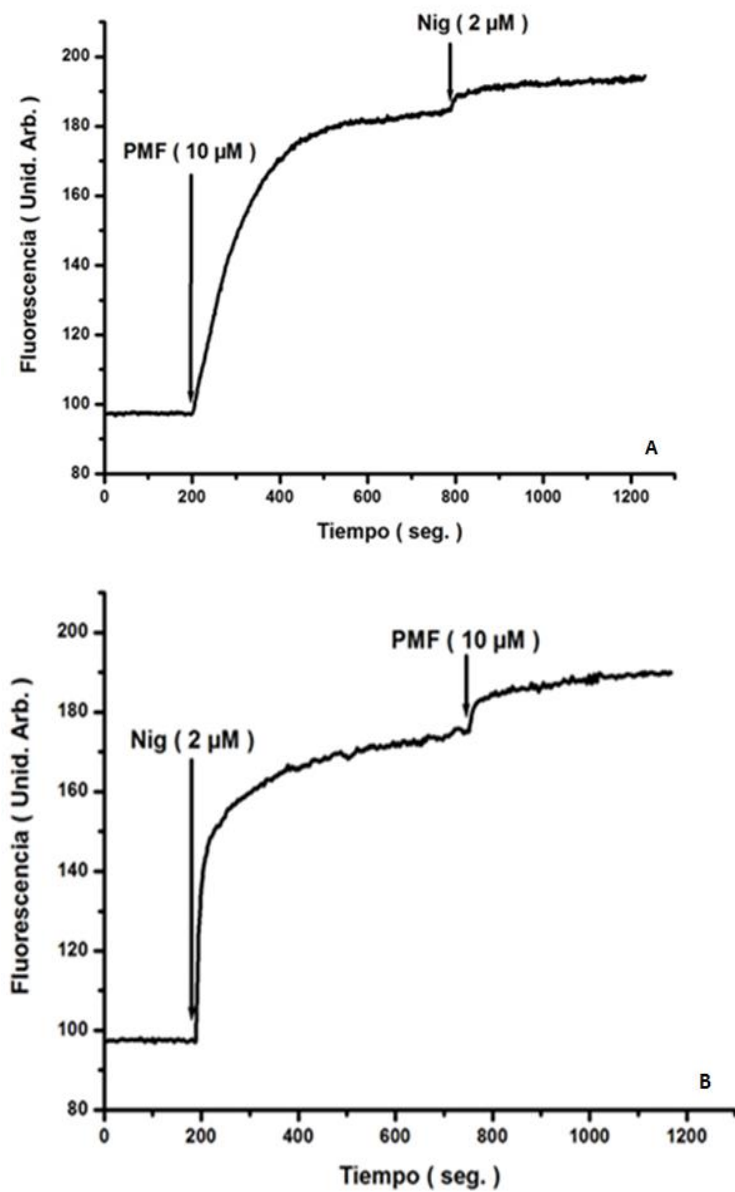 Nig ( 2 µM )
PMF ( 10 µM )
Fluorescencia ( Unid. Arb. )
200
180
160
140
120
100
80
0 200 400 600 800 1000 1200
Tiempo ( seg. )
A
PMF ( 10 µM )
Nig ( 2 µM )
Fluorescencia ( Unid. Arb. )
200
180
160
140
120
100
80
0 200 400 600 800 1000 1200
Tiempo ( seg. )
B